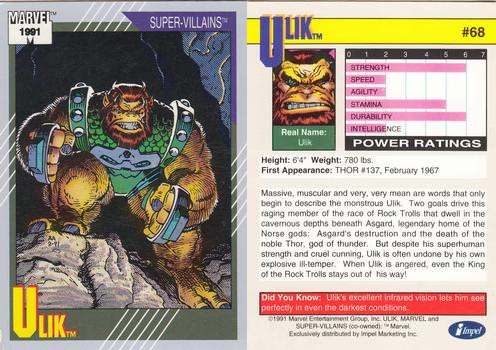 MARVEL
1991
SUPER-VILLAINS™
ULIK™
ULIK™
#68
0 1 2 3 4 5 6 7
STRENGTH
SPEED
AGILITY
STAMINA
DURABILITY
INTELLIGENCE
POWER RATINGS
Real Name:
Ulik
Height: 6'4" Weight: 780 lbs.
First Appearance: THOR #137, February 1967
Massive, muscular and very, very mean are words that only
begin to describe the monstrous Ulik. Two goals drive this
raging member of the race of Rock Trolls that dwell in the
cavernous depths beneath Asgard, legendary home of the
Norse gods: Asgard's destruction and the death of the
noble Thor, god of thunder. But despite his superhuman
strength and cruel cunning, Ulik is often undone by his own
explosive ill-temper. When Ulik is angered, even the King
of the Rock Trolls stays out of his way!
Did You Know: Ulik's excellent infrared vision lets him see
perfectly in even the darkest conditions.
©1991 Marvel Entertainment Group, Inc. ULIK, MARVEL and
SUPER-VILLAINS (co-owned): ™ Marvel.
Exclusively distributed by Impel Marketing Inc.
impel